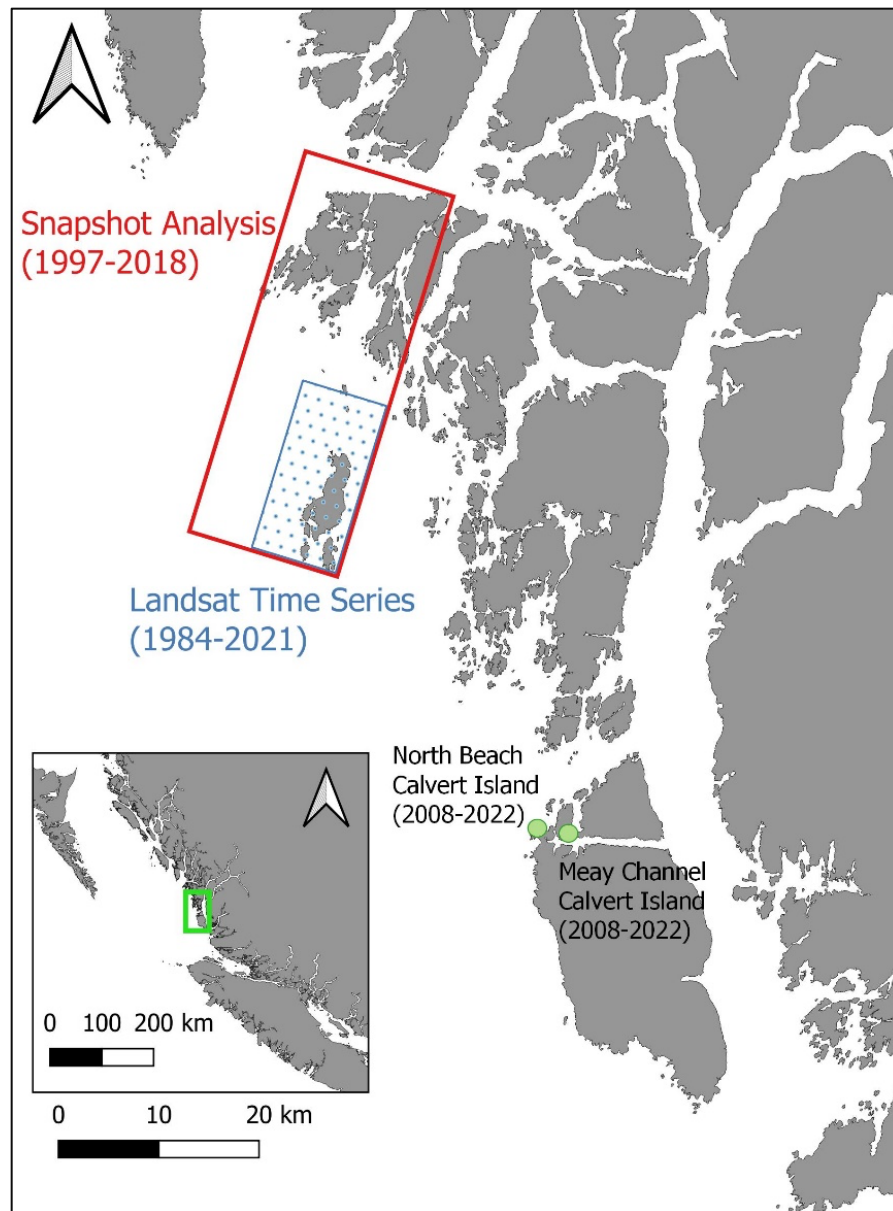 Snapshot Analysis
(1997-2018)
Landsat Time Series
(1984-2021)
North Beach
Calvert Island
(2008-2022)
Meay Channel
Calvert Island
(2008-2022)
0 100 200 km
0 10 20 km